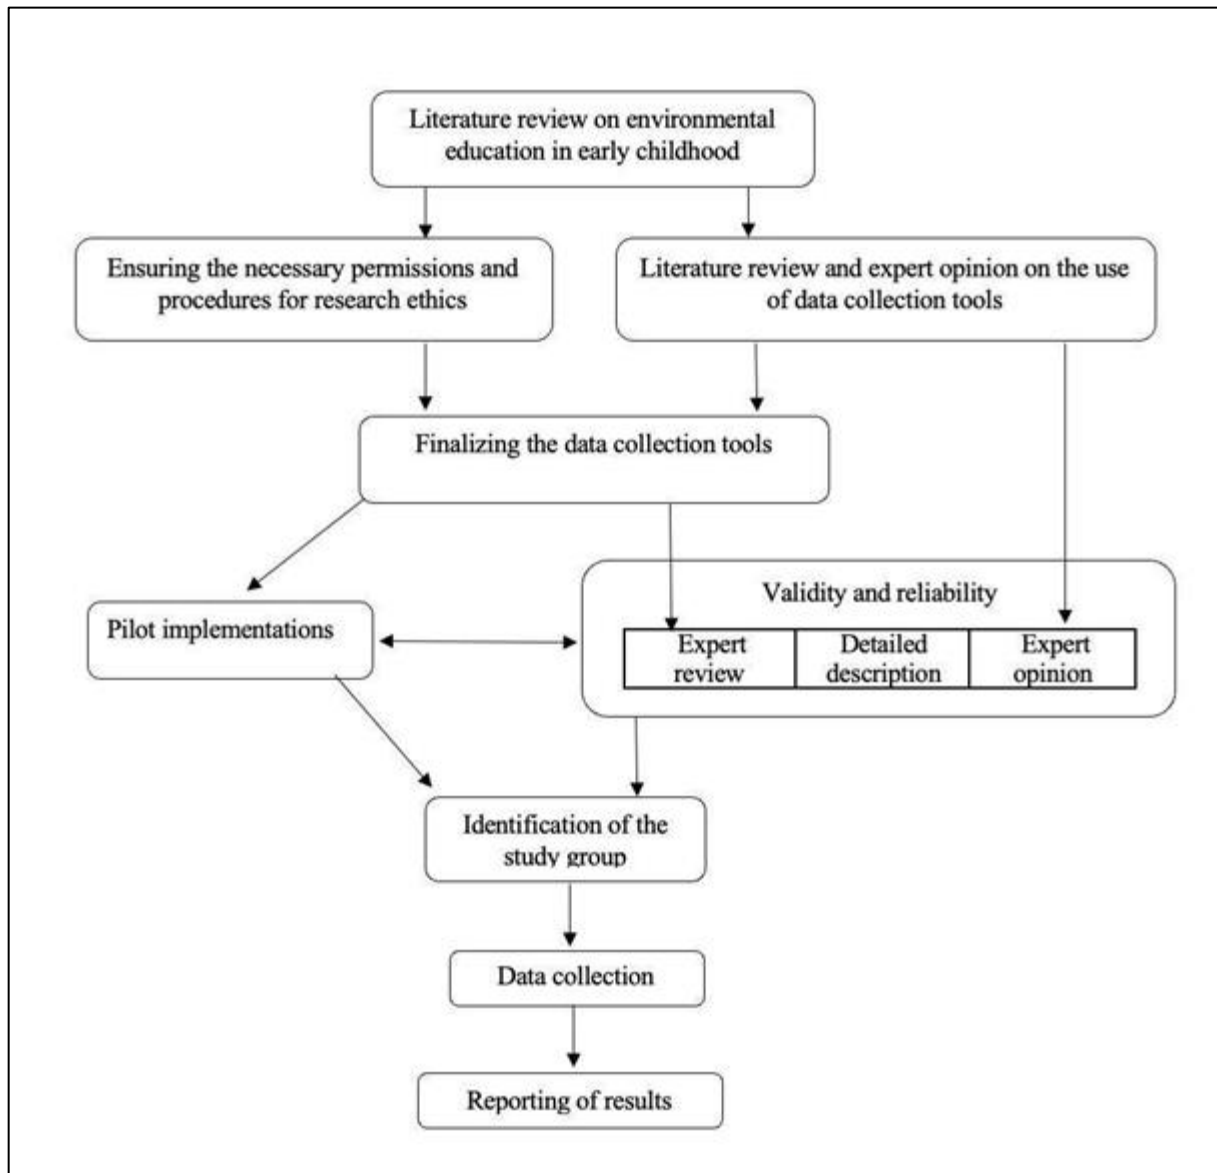 Literature review on environmental
education in early childhood
Ensuring the necessary permissions and
procedures for research ethics
Literature review and expert opinion on the use
of data collection tools
Finalizing the data collection tools
Pilot implementations
Validity and reliability
Expert
review
Detailed
description
Expert
opinion
Identification of the
study group
Data collection
Reporting of results